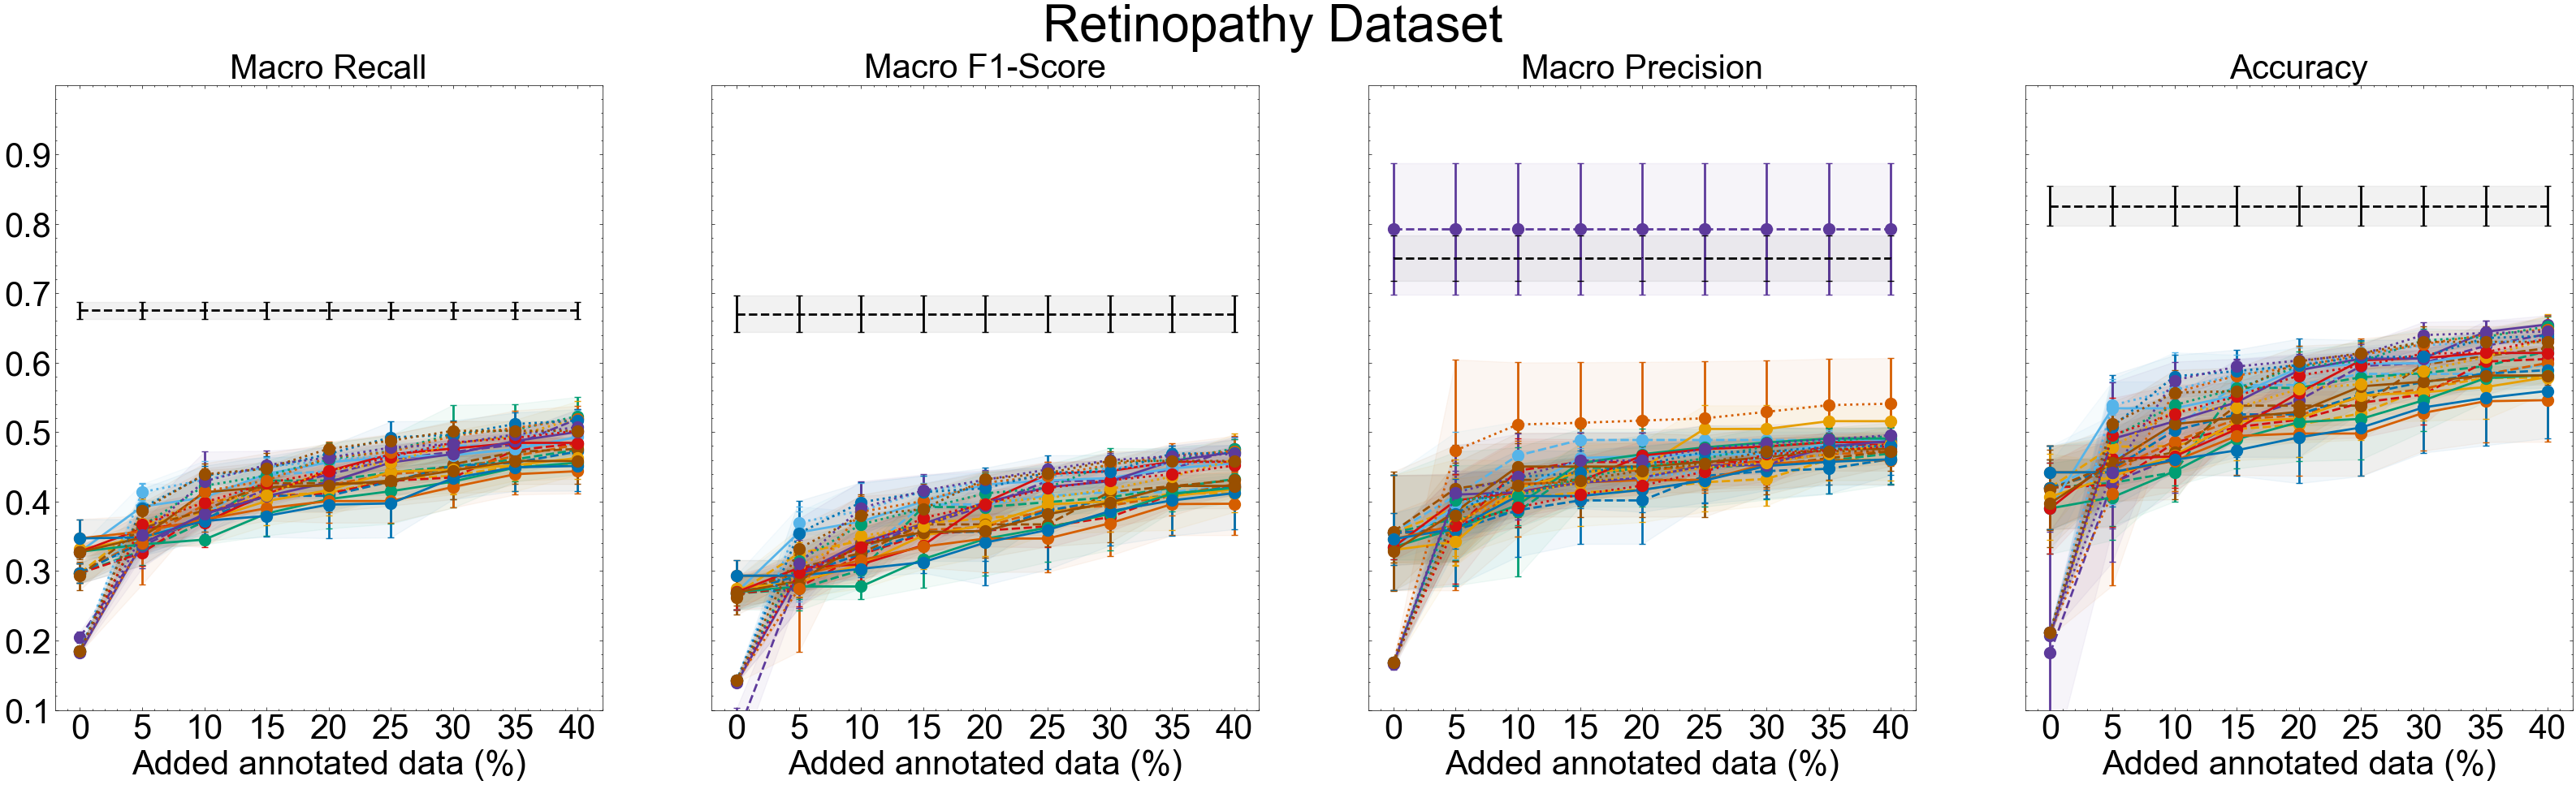 Retinopathy Dataset
Macro Recall
Macro F1-Score
Macro Precision
Accuracy
0.9
0.8
0.7
0.6
0.5
0.4
0.3
0.2
0.1
0 5 10 15 20 25 30 35 40
0 5 10 15 20 25 30 35 40
0 5 10 15 20 25 30 35 40
0 5 10 15 20 25 30 35 40
Added annotated data (%)
Added annotated data (%)
Added annotated data (%)
Added annotated data (%)